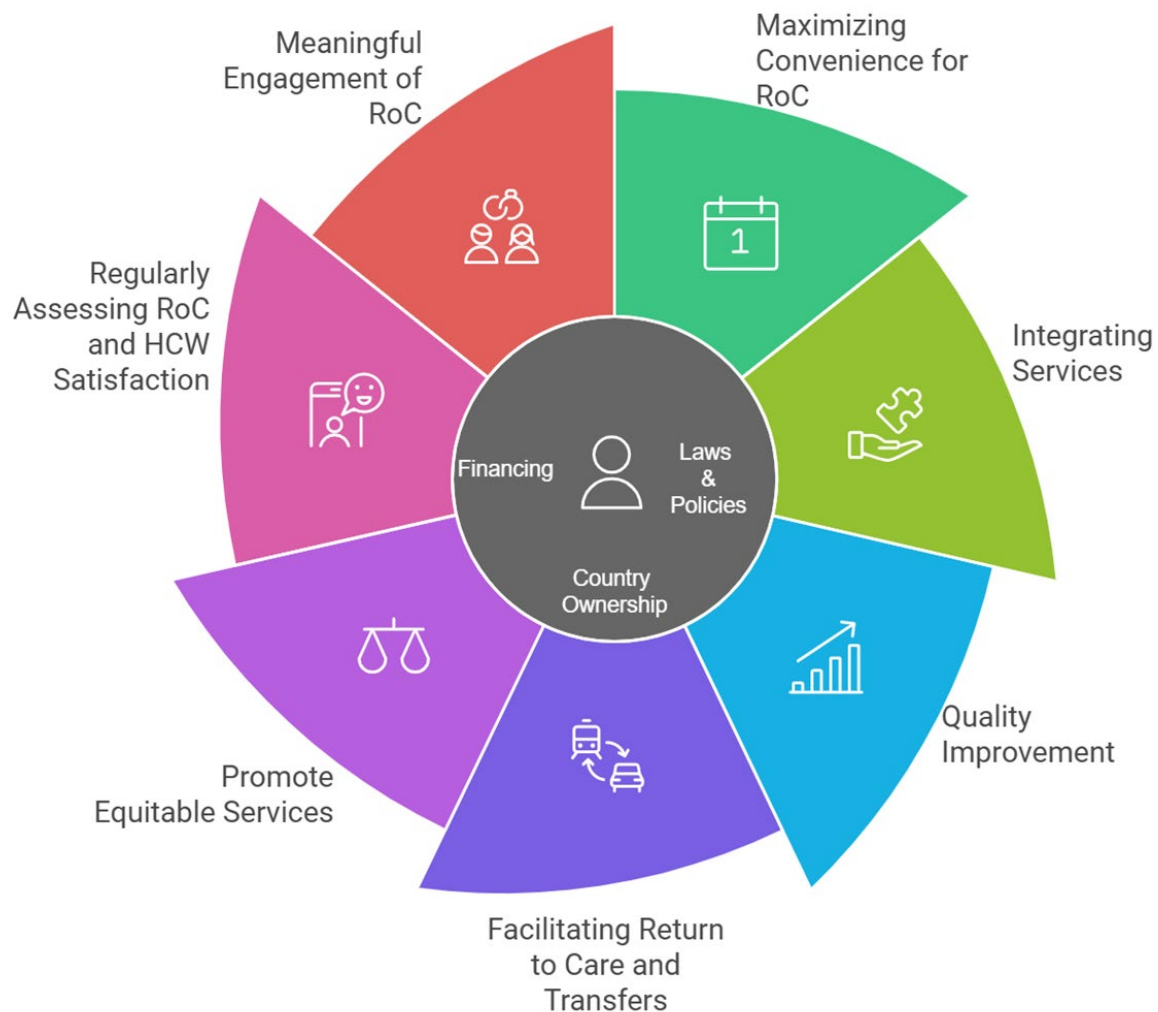 Meaningful
Engagement of
RoC
Maximizing
Convenience for
RoC
1
Regularly
Assessing RoC
and HCW
Satisfaction
Integrating
Services
Financing
Laws
&
Policies
Country
Ownership
Quality
Improvement
Promote
Equitable Services
Facilitating Return
to Care and
Transfers